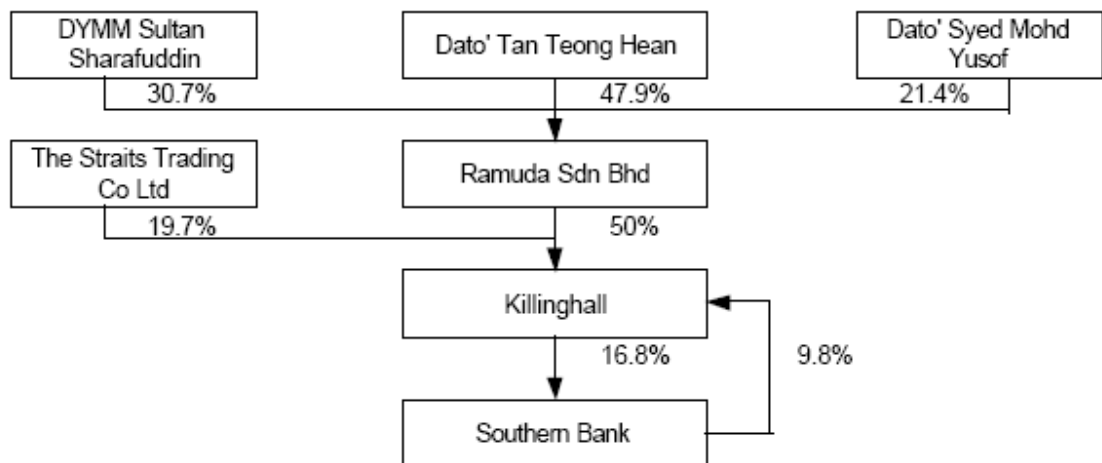 DYMM Sultan
Sharafuddin
Dato' Tan Teong Hean
Dato' Syed Mohd
Yusof
30.7%
47.9%
21.4%
The Straits Trading
Co Ltd
Ramuda Sdn Bhd
19.7%
50%
Killinghall
16.8%
9.8%
Southern Bank